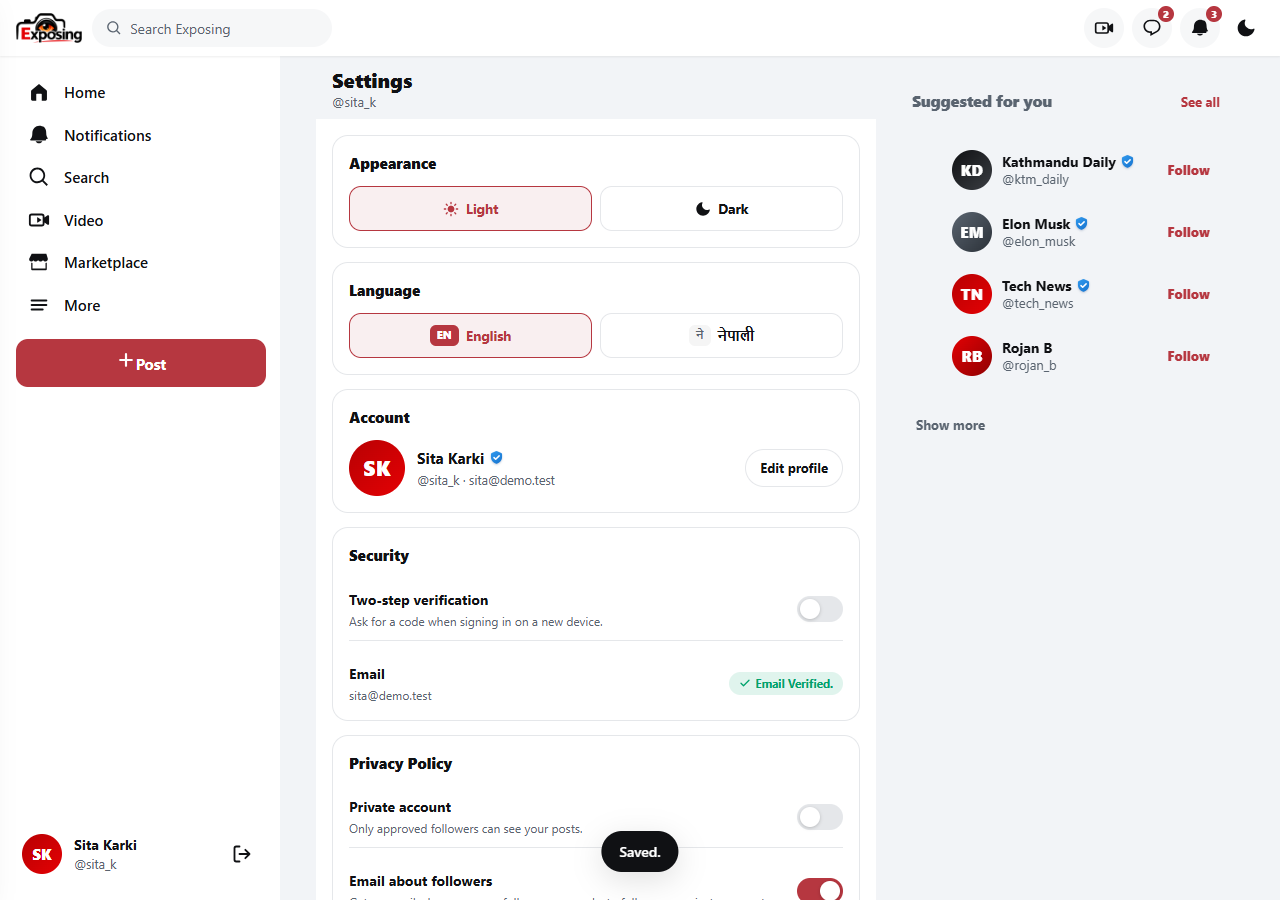 Exposing
Search Exposing
2
3
Home
Notifications
Search
Video
Marketplace
More
Post
SK
Sita Karki
@sita_k
Settings
@sita_k
Appearance
Light
Dark
Language
EN English
ने नेपाली
Account
SK
Sita Karki
@sita_k · sita@demo.test
Edit profile
Security
Two-step verification
Ask for a code when signing in on a new device.
Email
sita@demo.test
Email Verified.
Privacy Policy
Private account
Only approved followers can see your posts.
Saved.
Email about followers
Suggested for you
See all
KD
Kathmandu Daily
@ktm_daily
Follow
EM
Elon Musk
@elon_musk
Follow
TN
Tech News
@tech_news
Follow
RB
Rojan B
@rojan_b
Follow
Show more